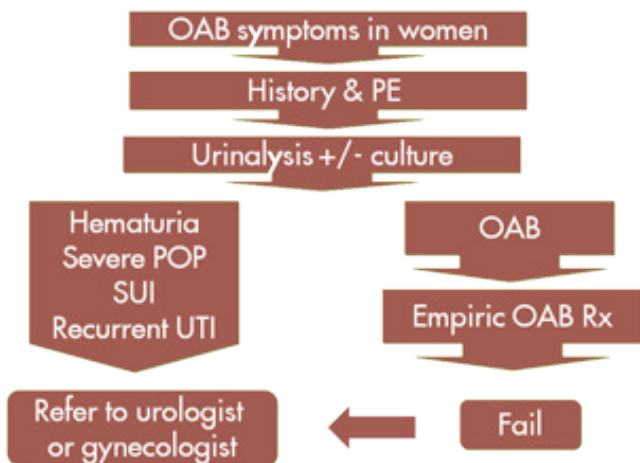 OAB symptoms in women
History & PE
Urinalysis +/- culture
Hematuria
Severe POP
SUI
Recurrent UTI
OAB
Empiric OAB Rx
Refer to urologist
or gynecologist
Fail